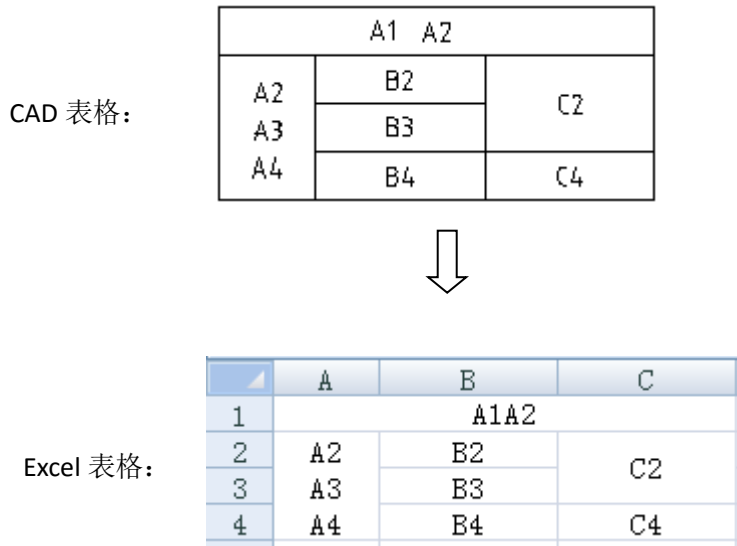 A1 A2
CAD 表格：
A2 B2 C2
A3 B3
A4 B4 C4
A B C
1 A1A2
Excel 表格：
2 A2 B2 C2
3 A3 B3
4 A4 B4 C4